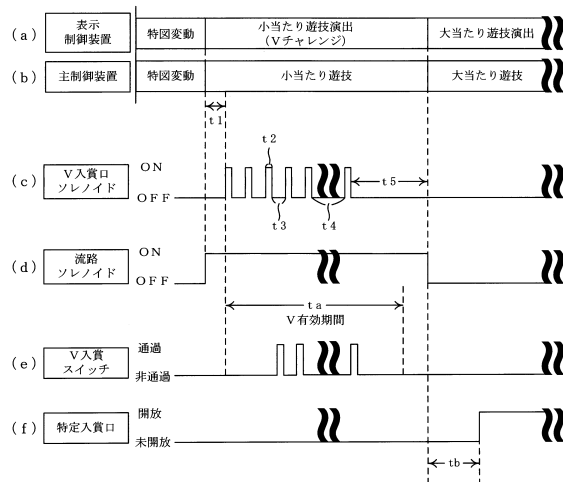 (a) 表示制御装置 特図変動 小当たり遊技演出 大当たり遊技演出
(Vチャレンジ)
(b) 主制御装置 特図変動 小当たり遊技 大当たり遊技
t1
t2
(c) V入賞口ソレノイド ON
OFF
t5
t3 t4
(d) 流路ソレノイド ON
OFF
ta
V有効期間
(e) V入賞スイッチ 通過
非通過
(f) 特定入賞口 開放
未開放
tb